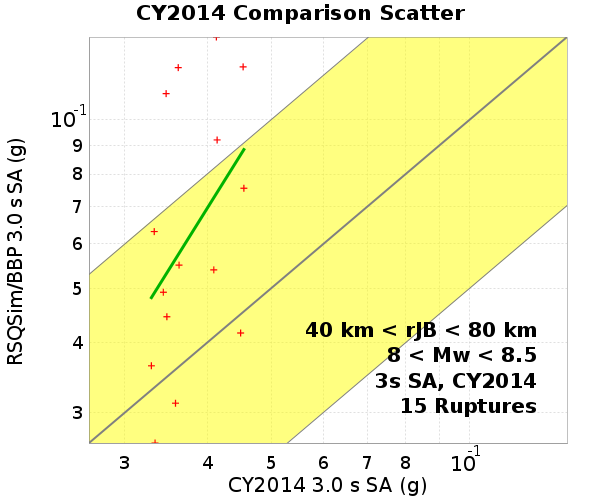 CY2014 Comparison Scatter
RSQSim/BBP 3.0 s SA (g)
10-1
9
8
7
6
5
4
3
40 km < rJB < 80 km
8 < Mw < 8.5
3s SA, CY2014
15 Ruptures
3 4 5 6 7 8 10-1
CY2014 3.0 s SA (g)